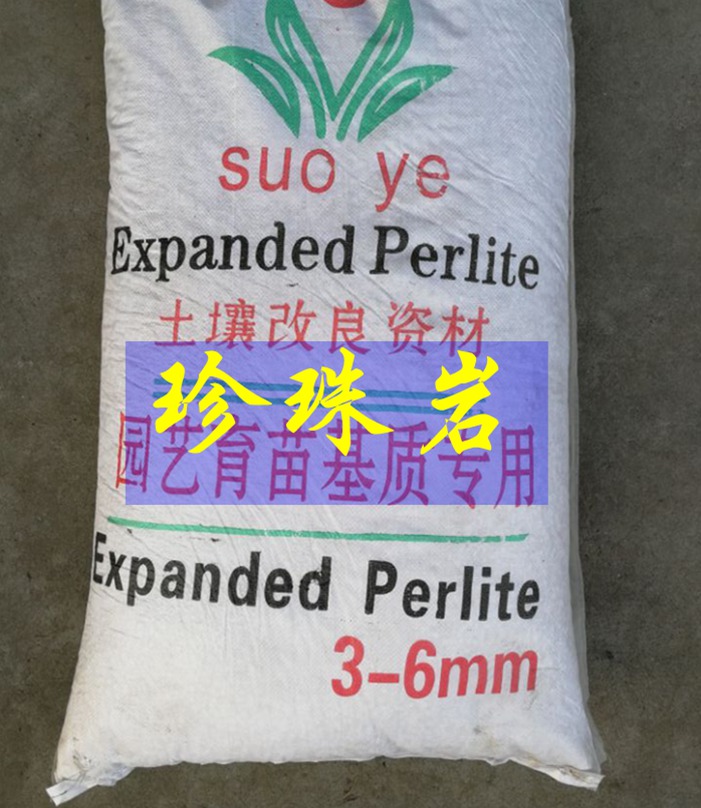 suo ye
Expanded Perlite
土壤改良资材
珍珠岩
园艺育苗基质专用
Expanded Perlite
3-6mm